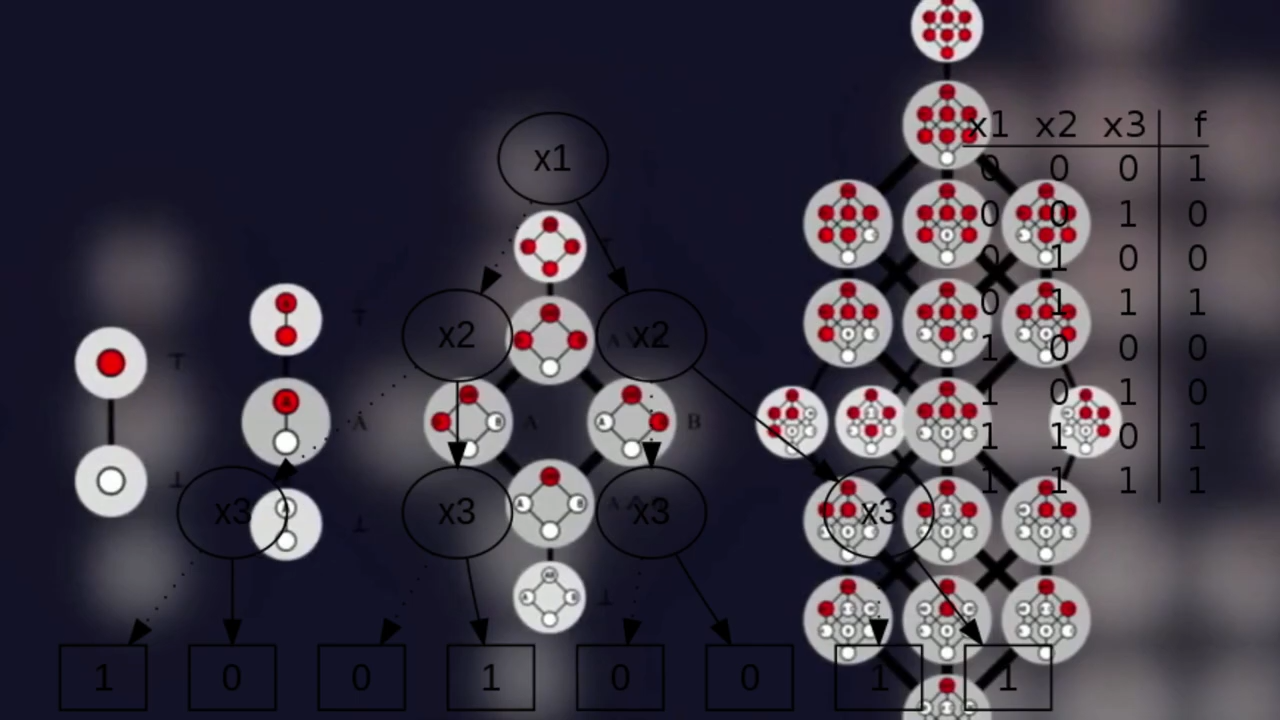 x1
x2 x2
x3 x3 x3 x3
1 0 0 1 0 0 1 1
x1 x2 x3 f
0 0 0 1
0 0 1 0
0 1 0 0
0 1 1 1
1 0 0 0
1 0 1 0
1 1 0 1
1 1 1 1
⊤
⊥
⊤
A
⊥
A
B
⊥